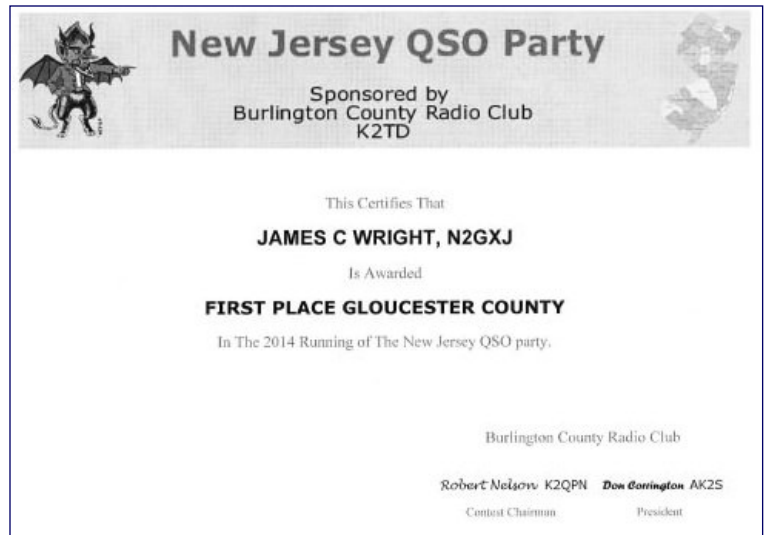 New Jersey QSO Party
Sponsored by
Burlington County Radio Club
K2TD
This Certifies That
JAMES C WRIGHT, N2GXJ
Is Awarded
FIRST PLACE GLOUCESTER COUNTY
In The 2014 Running of The New Jersey QSO party.
Burlington County Radio Club
Robert Nelson K2QPN Don Corrington AK2S
Contest Chairman President